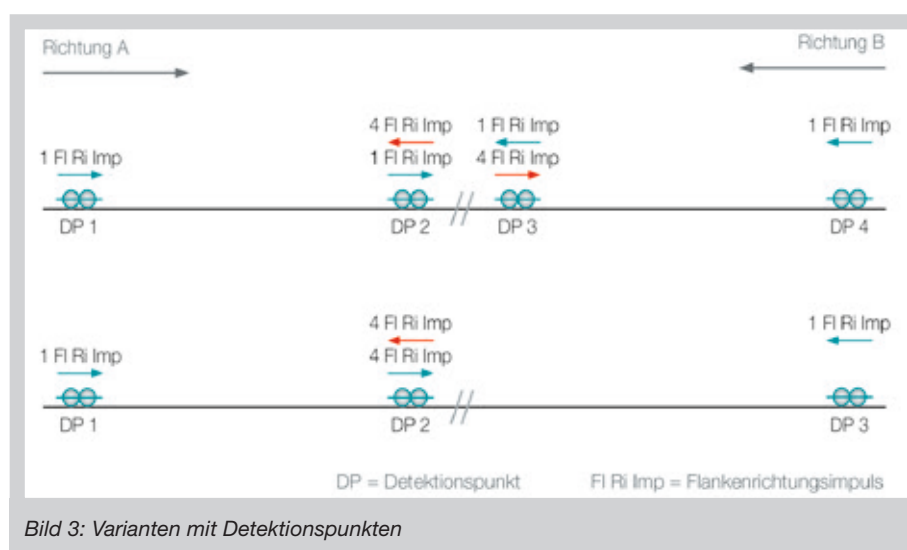 Richtung A
Richtung B
4 Fl Ri Imp 1 Fl Ri Imp 1 Fl Ri Imp
1 Fl Ri Imp 1 Fl Ri Imp 4 Fl Ri Imp
DP 1 DP 2 // DP 3 DP 4
4 Fl Ri Imp 1 Fl Ri Imp
1 Fl Ri Imp 4 Fl Ri Imp
DP 1 DP 2 // DP 3
DP = Detektionspunkt Fl Ri Imp = Flankenrichtungsimpuls
Bild 3: Varianten mit Detektionspunkten